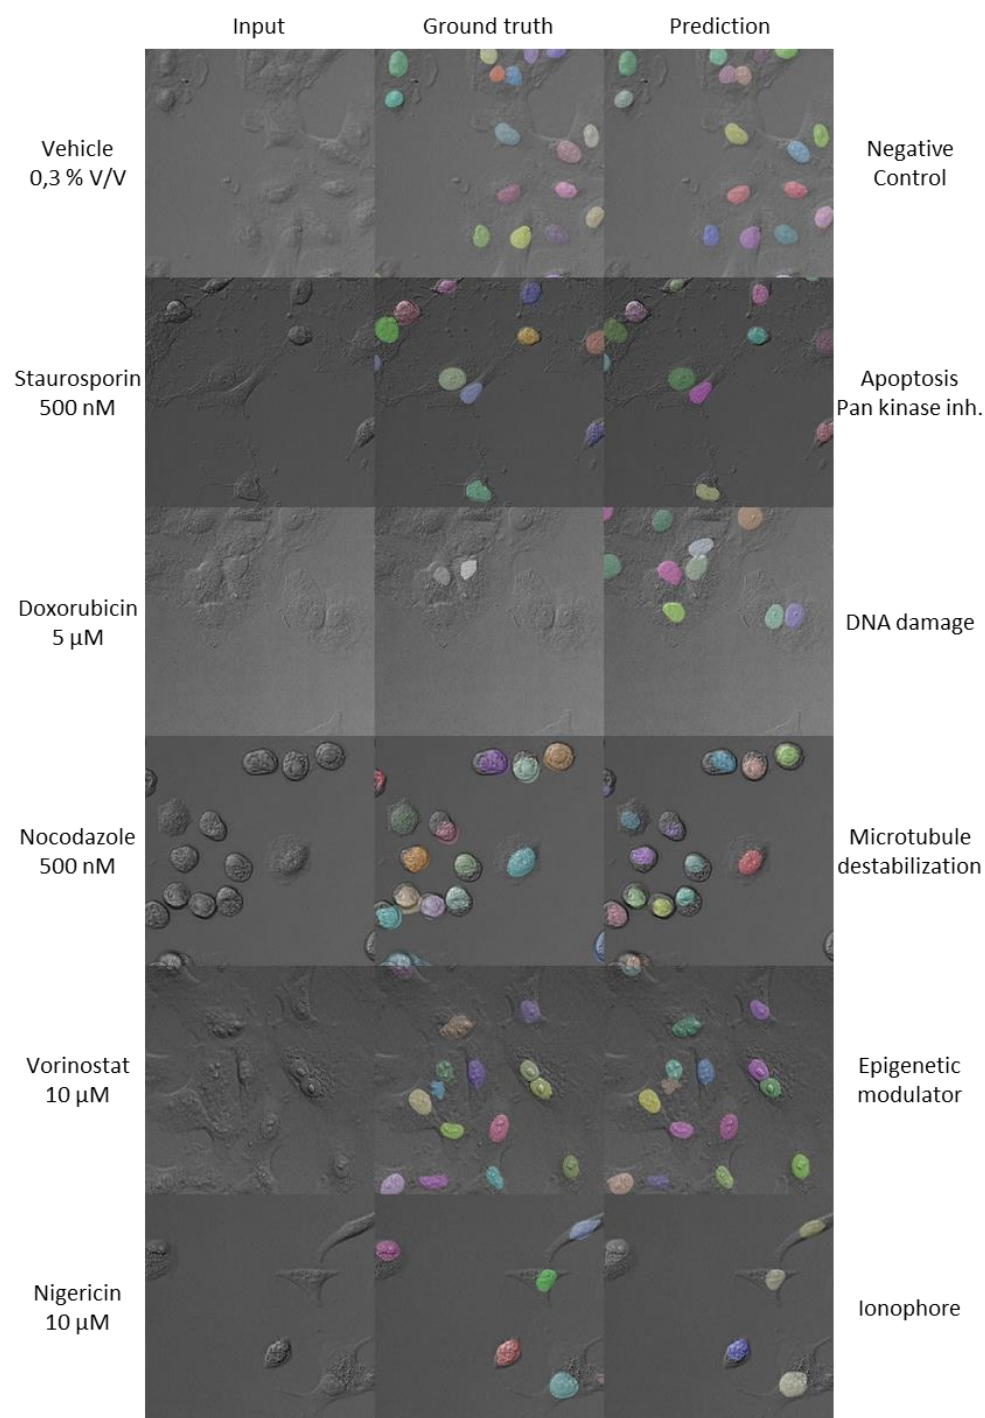 Input
Ground truth
Prediction
Vehicle
0,3 % V/V
Negative
Control
Staurosporin
500 nM
Apoptosis
Pan kinase inh.
Doxorubicin
5 µM
DNA damage
Nocodazole
500 nM
Microtubule
destabilization
Vorinostat
10 µM
Epigenetic
modulator
Nigericin
10 µM
Ionophore